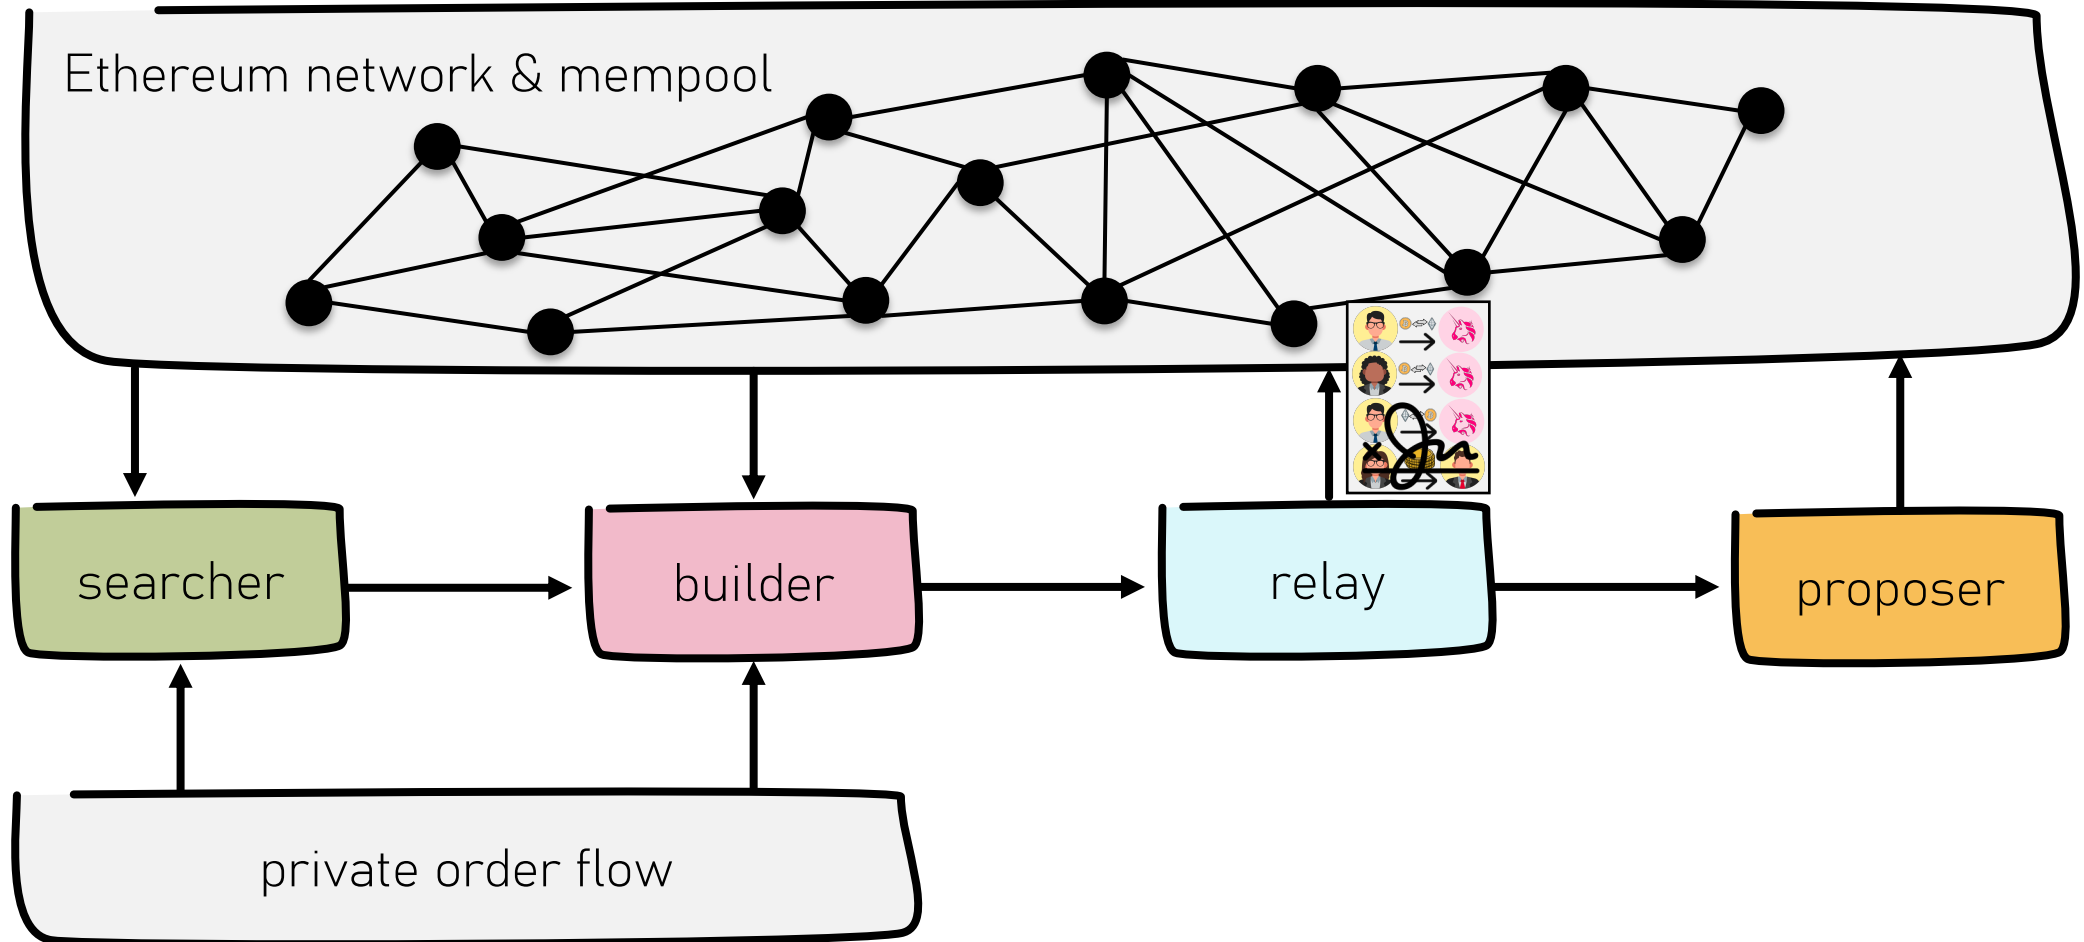 Ethereum network & mempool
searcher
builder
relay
proposer
private order flow